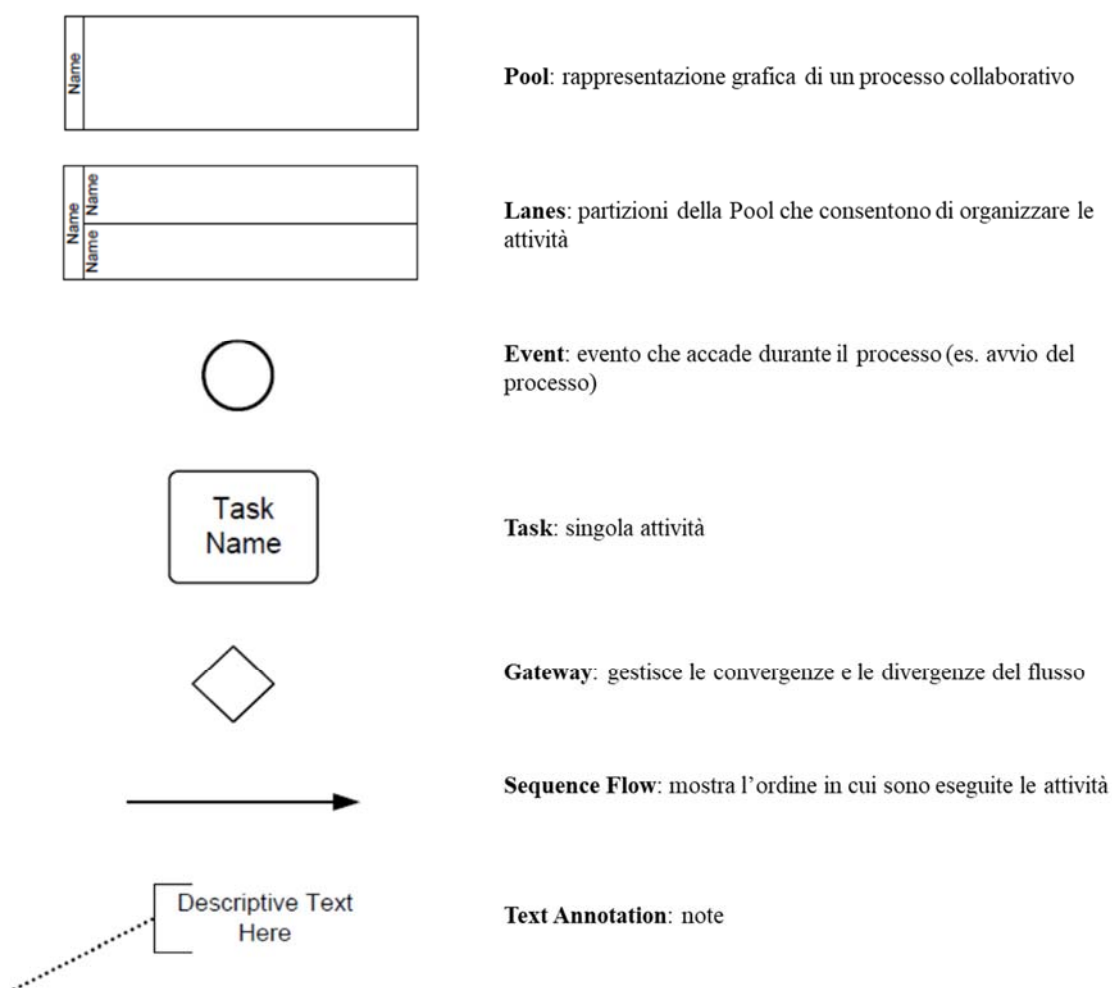 Name
Pool: rappresentazione grafica di un processo collaborativo
Name
Name
Name
Lanes: partizioni della Pool che consentono di organizzare le
attività
Event: evento che accade durante il processo (es. avvio del
processo)
Task
Name
Task: singola attività
Gateway: gestisce le convergenze e le divergenze del flusso
Sequence Flow: mostra l’ordine in cui sono eseguite le attività
Descriptive Text
Here
Text Annotation: note